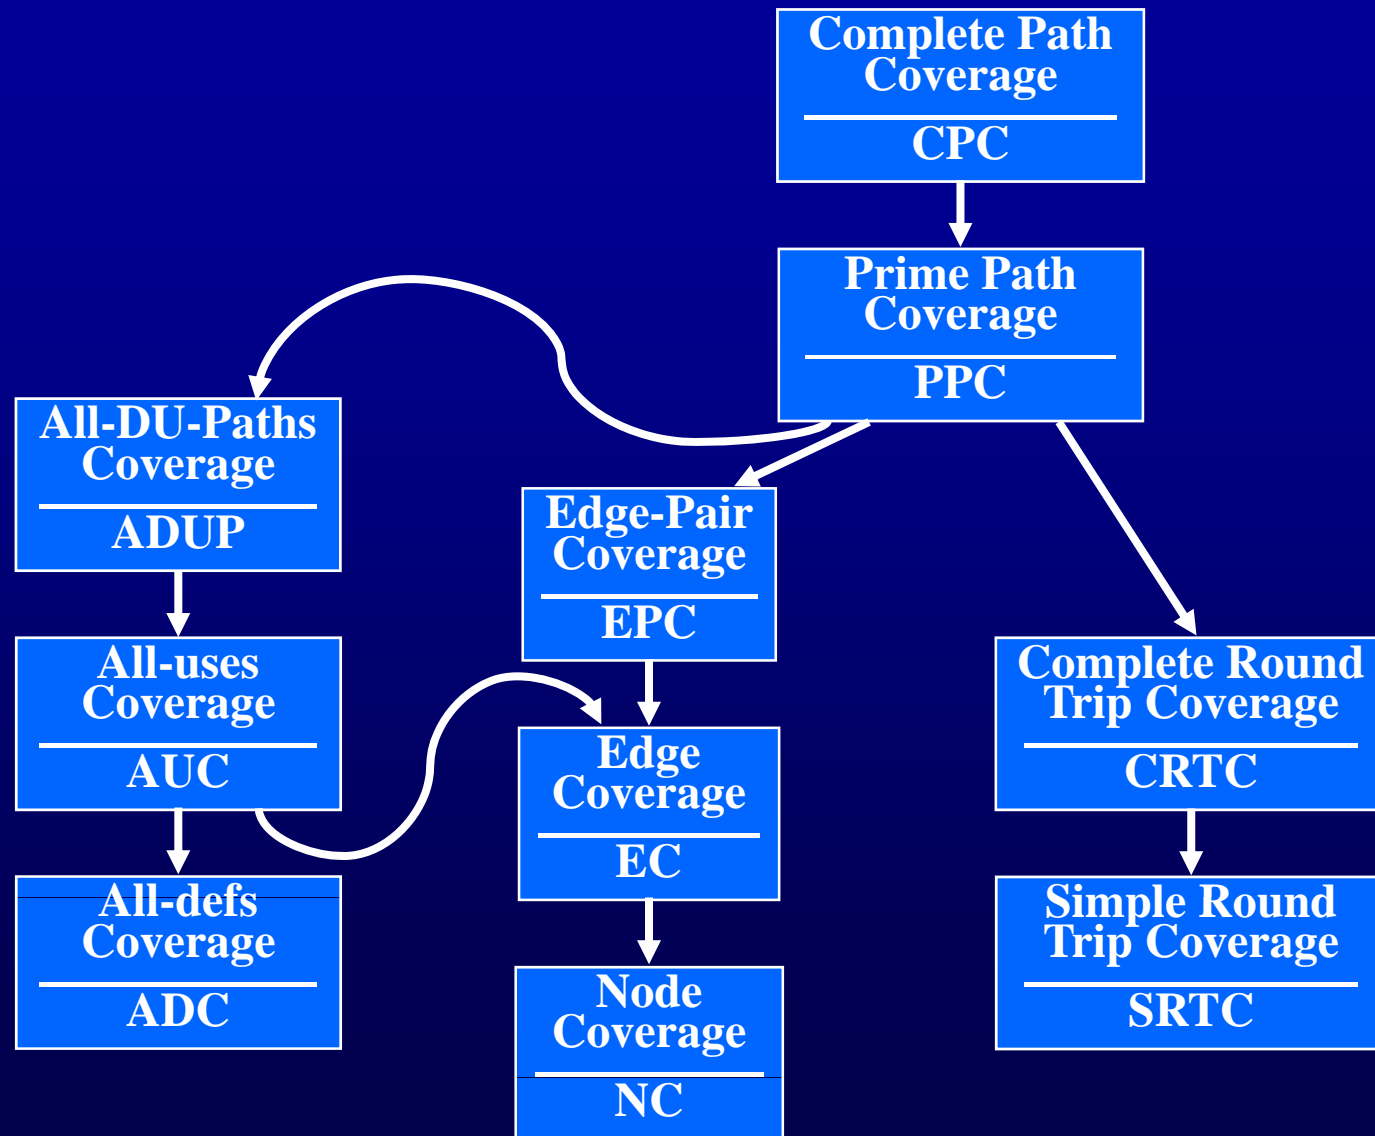 Complete Path
Coverage
CPC
Prime Path
Coverage
PPC
All-DU-Paths
Coverage
ADUP
Edge-Pair
Coverage
EPC
All-uses
Coverage
AUC
Complete Round
Trip Coverage
CRTC
Edge
Coverage
EC
All-defs
Coverage
ADC
Simple Round
Trip Coverage
SRTC
Node
Coverage
NC